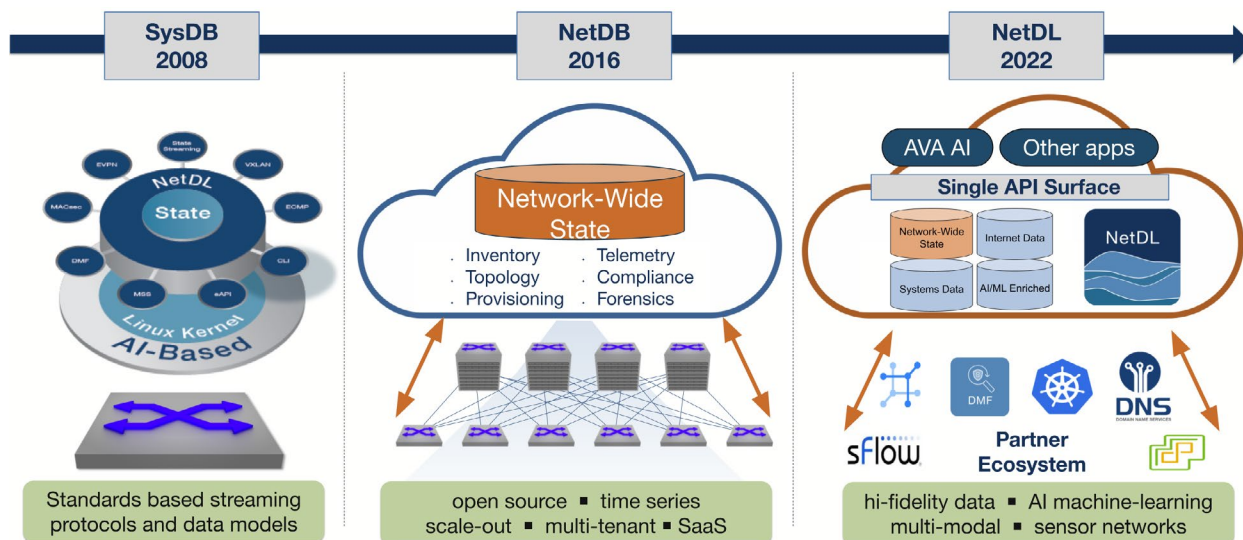 SysDB
2008
NetDB
2016
NetDL
2022
State
Streaming
EVPN
VXLAN
MACsec
ECMP
DMF
CLI
MSS
eAPI
NetDL
State
Linux Kernel
AI-Based
Standards based streaming
protocols and data models
Network-Wide
State
. Inventory
. Topology
. Provisioning
. Telemetry
. Compliance
. Forensics
open source ▪ time series
scale-out ▪ multi-tenant ▪ SaaS
AVA AI
Other apps
Single API Surface
Network-Wide
State
Internet Data
Systems Data
AI/ML Enriched
NetDL
DMF
DNS
DOMAIN NAME SERVICES
sFlow
Partner
Ecosystem
hi-fidelity data ▪ AI machine-learning
multi-modal ▪ sensor networks